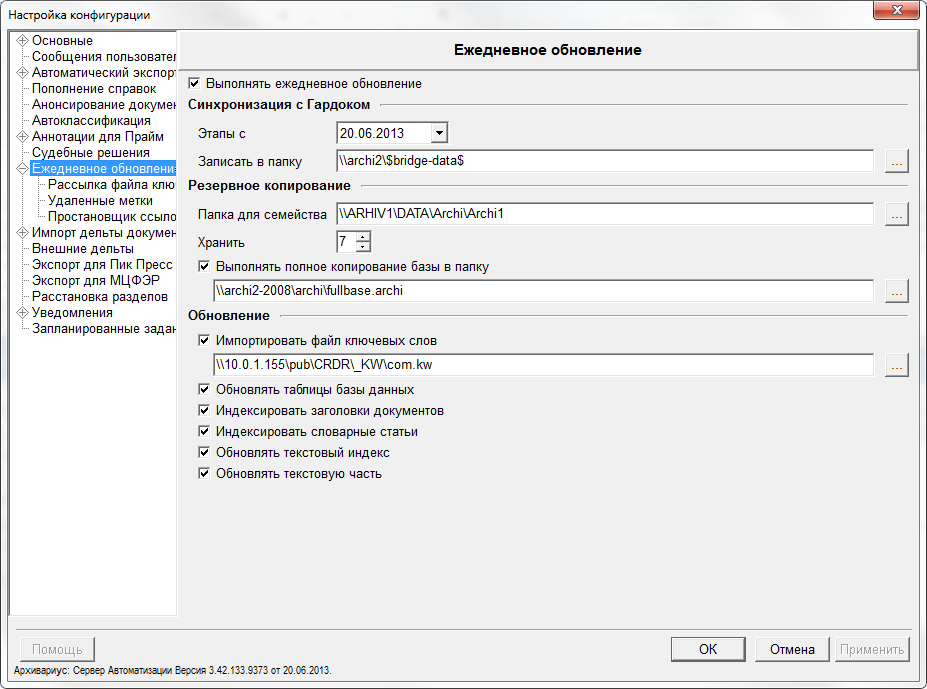 Настройка конфигурации
Основные
Сообщения пользовател
Автоматический экспорт
Пополнение справок
Анонсирование докумен
Автоклассификация
Аннотации для Прайм
Судебные решения
Ежедневное обновлени
Рассылка файла клю
Удаленные метки
Простановщик ссыло
Импорт дельты докумен
Внешние дельты
Экспорт для Пик Пресс
Экспорт для МЦФЭР
Расстановка разделов
Уведомления
Запланированные задан
Ежедневное обновление
Выполнять ежедневное обновление
Синхронизация с Гардоком
Этапы с 20.06.2013
Записать в папку \\archi2\$bridge-data$ ...
Резервное копирование
Папка для семейства \\ARHIV1\DATA\Archi\Archi1 ...
Хранить 7
Выполнять полное копирование базы в папку
\\archi2-2008\archi\fullbase.archi ...
Обновление
Импортировать файл ключевых слов
\\10.0.1.155\pub\CRDR\_KW\com.kw ...
Обновлять таблицы базы данных
Индексировать заголовки документов
Индексировать словарные статьи
Обновлять текстовый индекс
Обновлять текстовую часть
Помощь OK Отмена Применить
Архивариус: Сервер Автоматизации Версия 3.42.133.9373 от 20.06.2013.